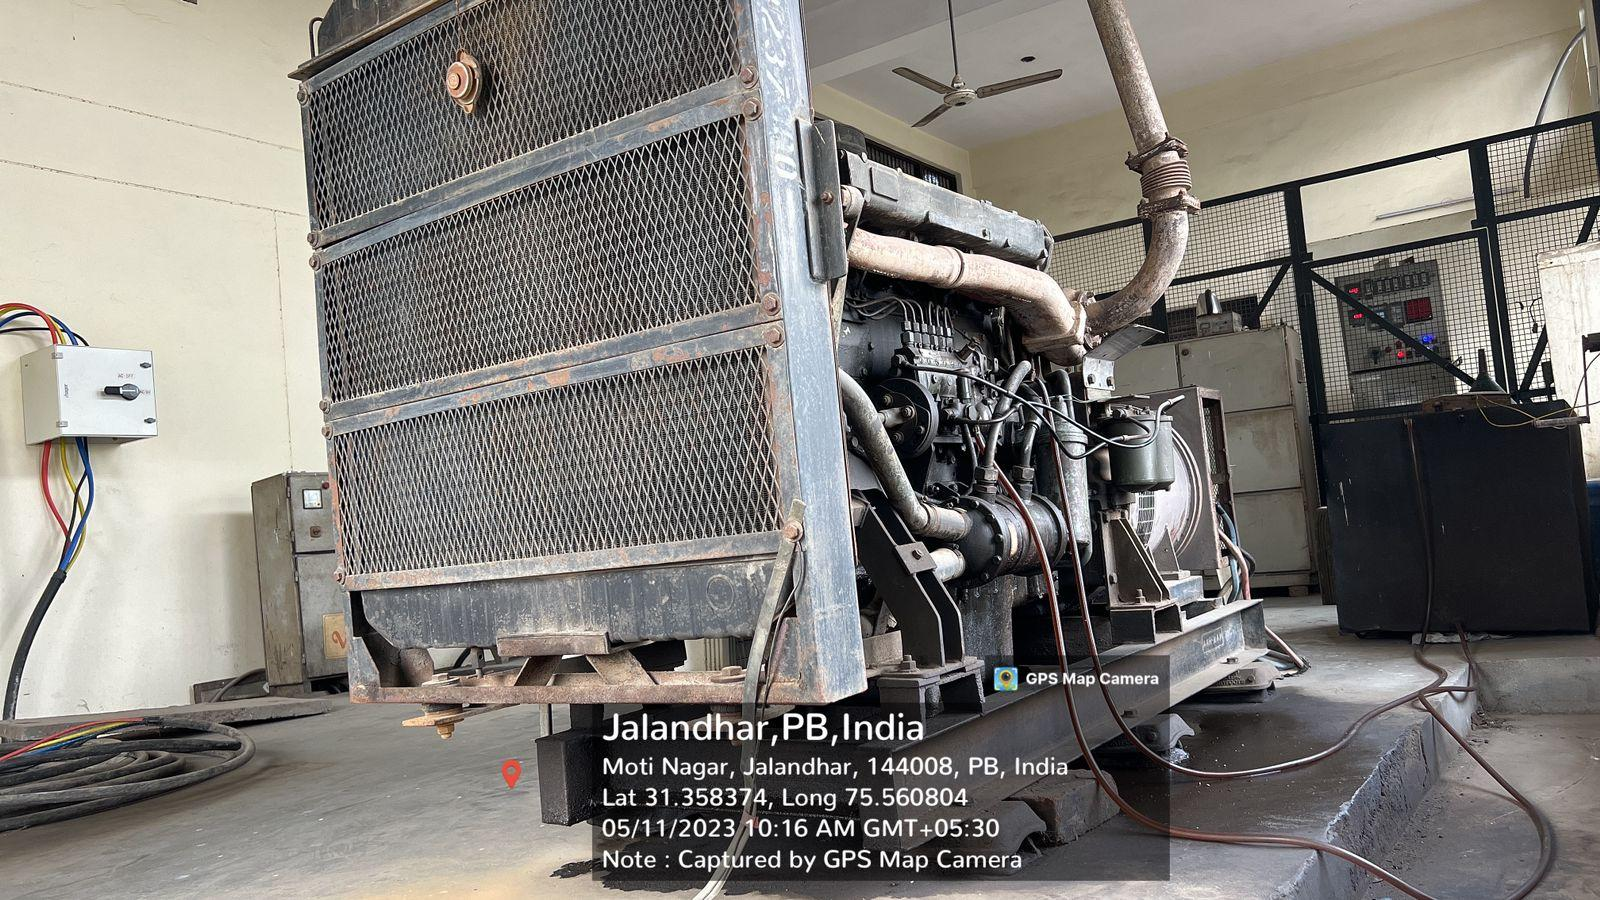 GPS Map Camera
Jalandhar,PB,India
Moti Nagar, Jalandhar, 144008, PB, India
Lat 31.358374, Long 75.560804
05/11/2023 10:16 AM GMT+05:30
Note : Captured by GPS Map Camera